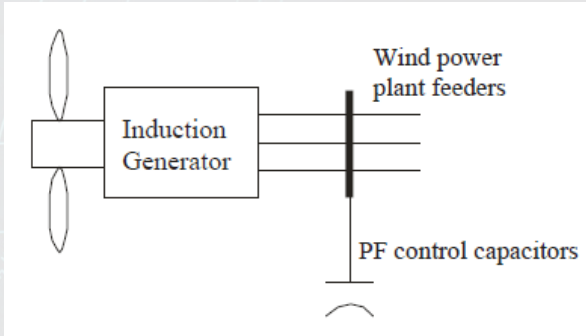 Wind power
plant feeders
Induction
Generator
PF control capacitors